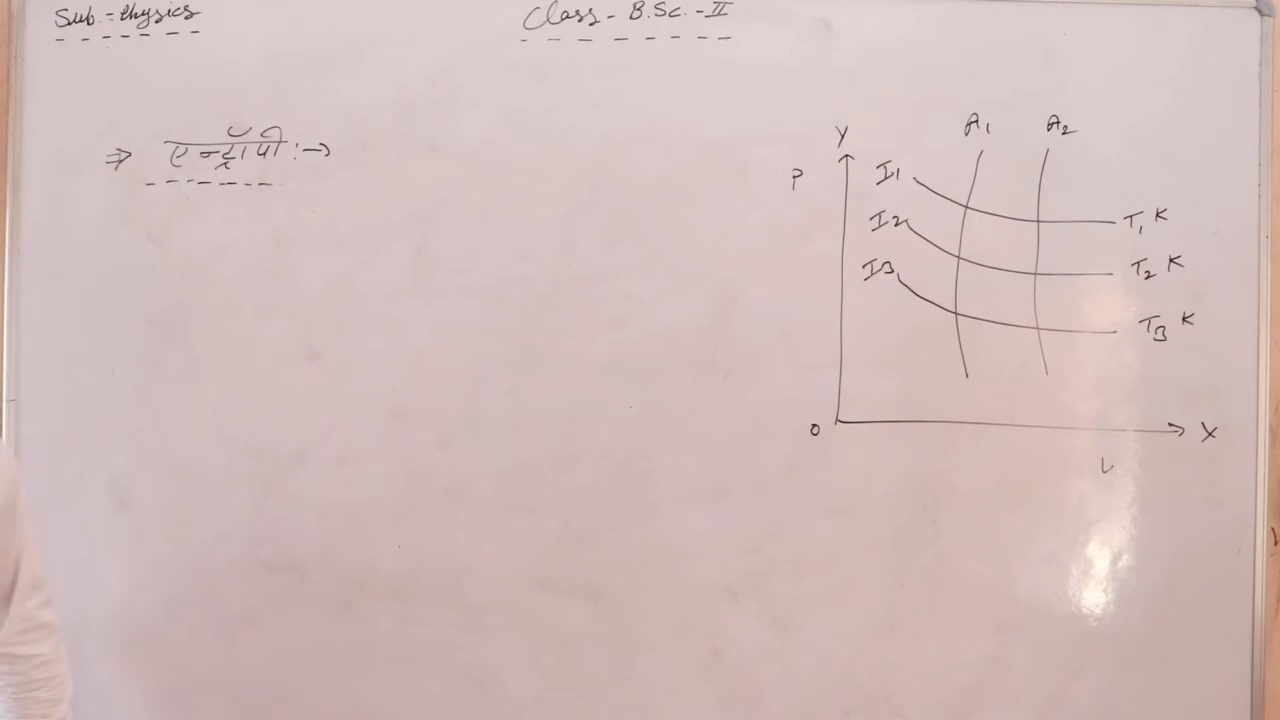 Sub.- Physics
Class - B.Sc. - II
⇒ एन्ट्रॉपी :→
Y
A1
A2
P
I1
T1 K
I2
T2 K
I3
T3 K
O
X